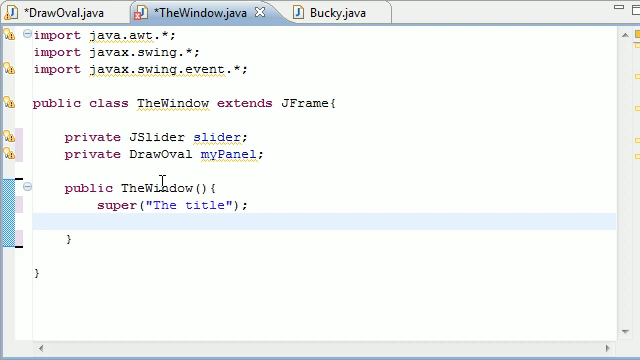 *DrawOval.java *TheWindow.java Bucky.java
import java.awt.*;
import javax.swing.*;
import javax.swing.event.*;
public class TheWindow extends JFrame{
private JSlider slider;
private DrawOval myPanel;
public TheWindow(){
super("The title");
}
}